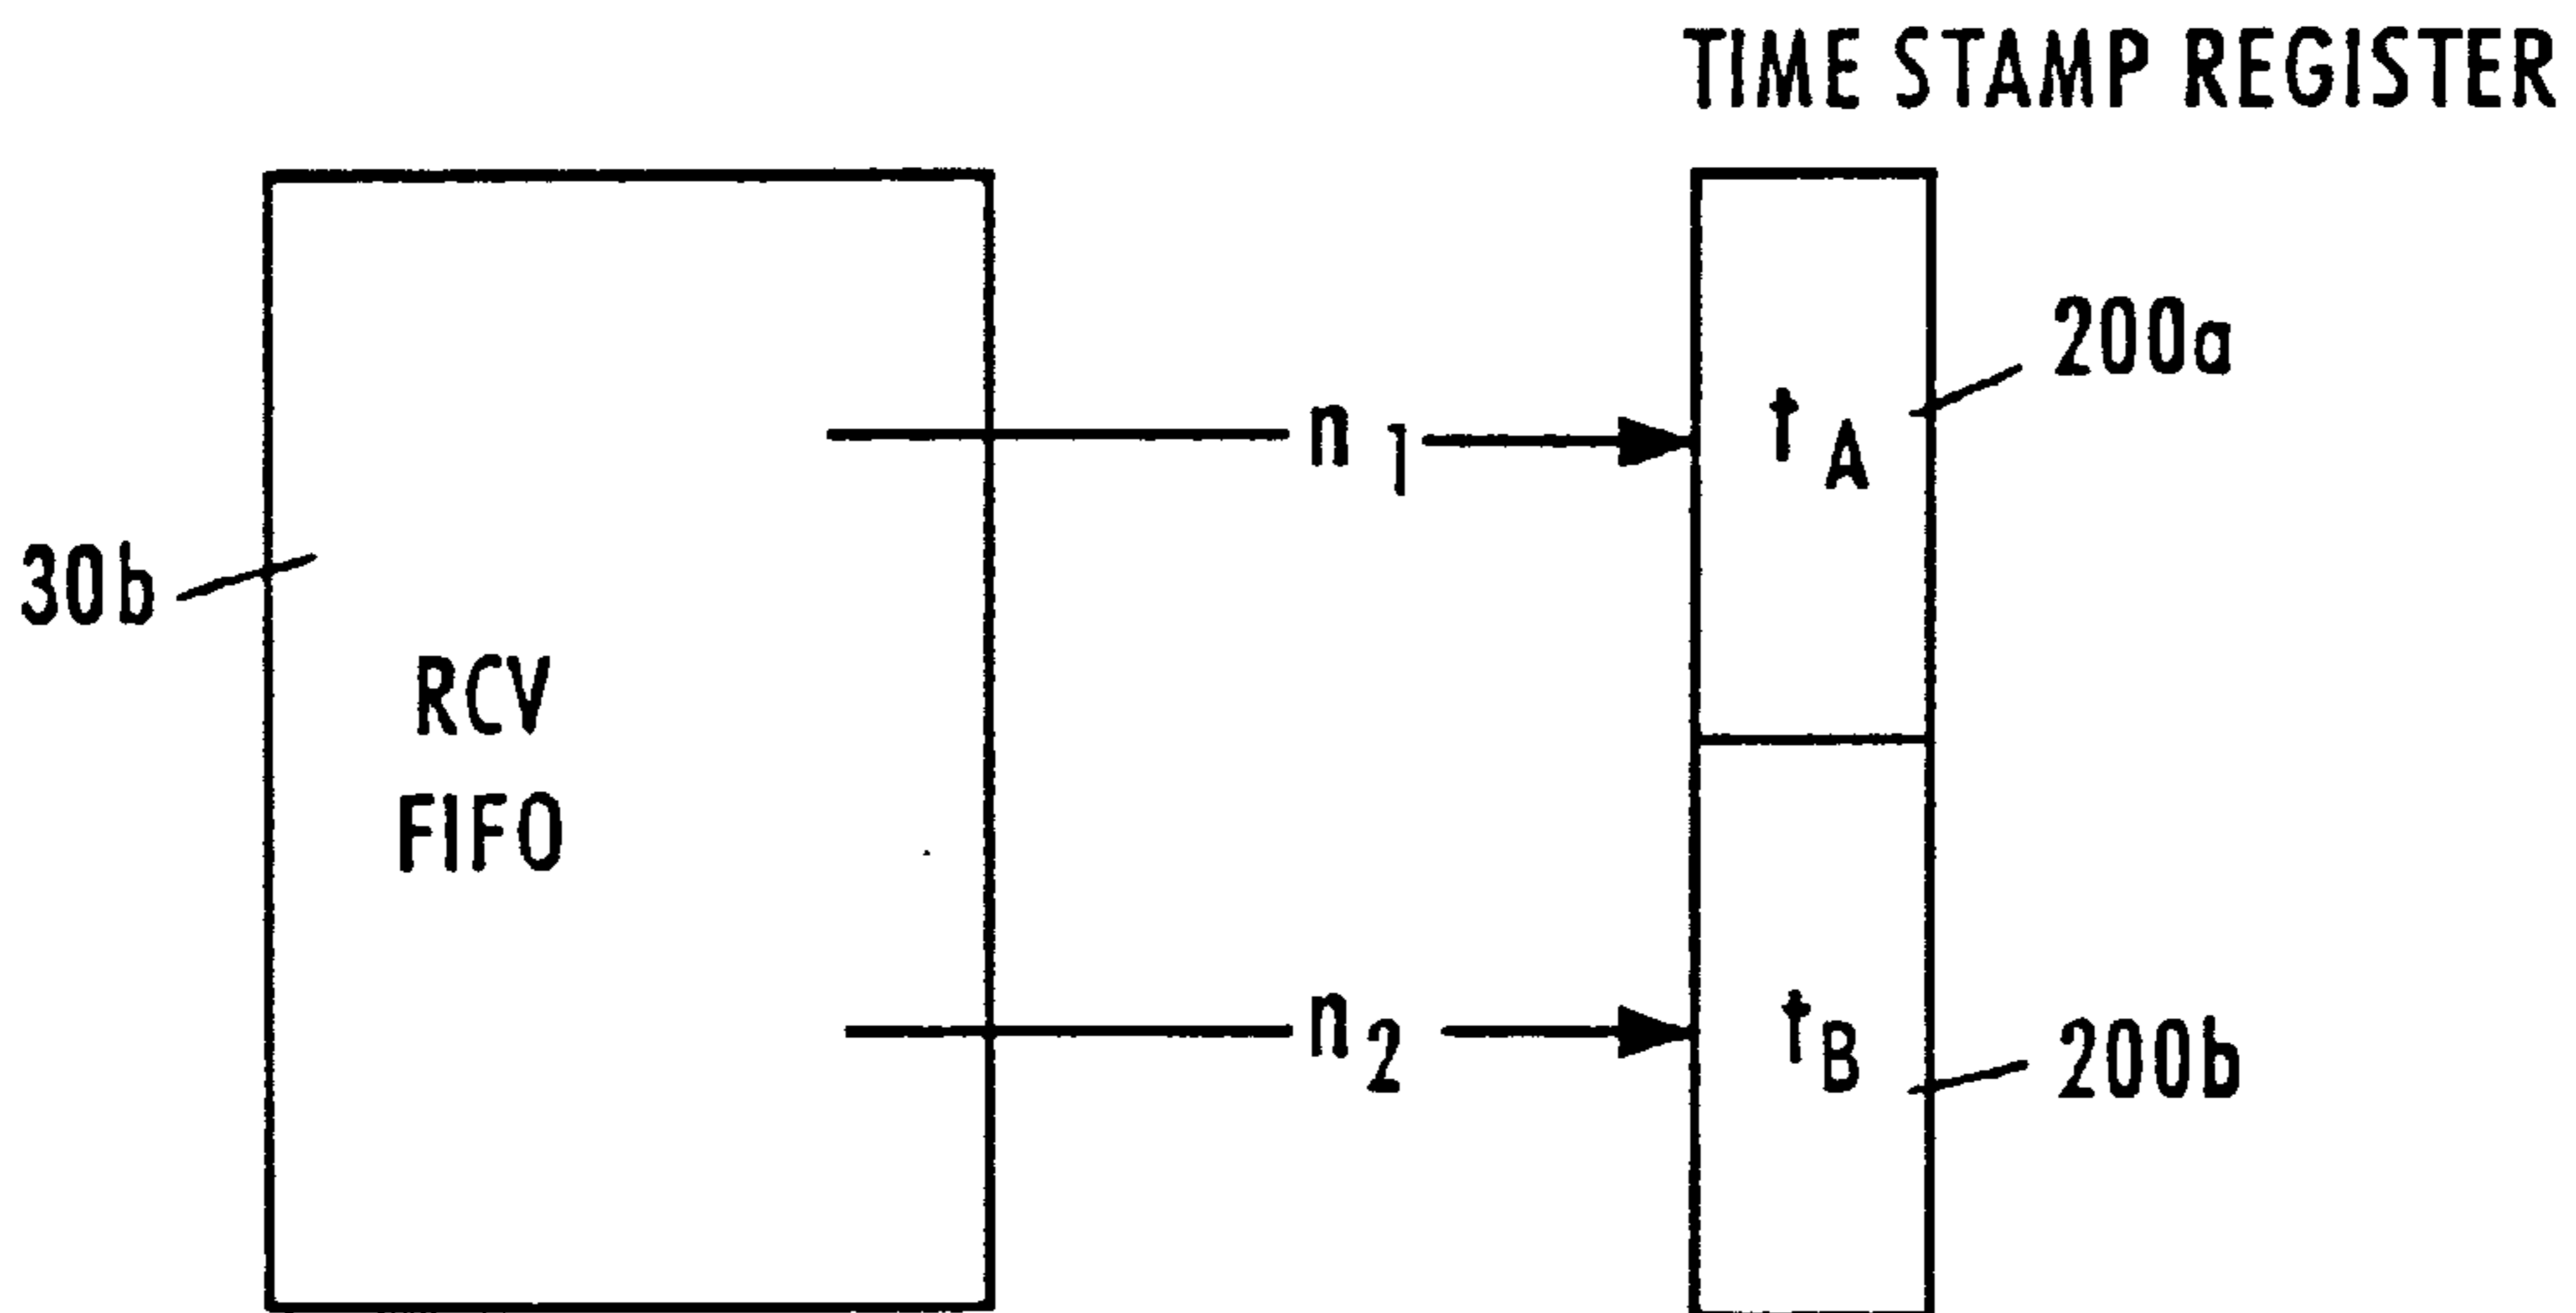 TIME STAMP REGISTER
200a
n1
tA
30b
RCV
FIFO
n2
tB
200b